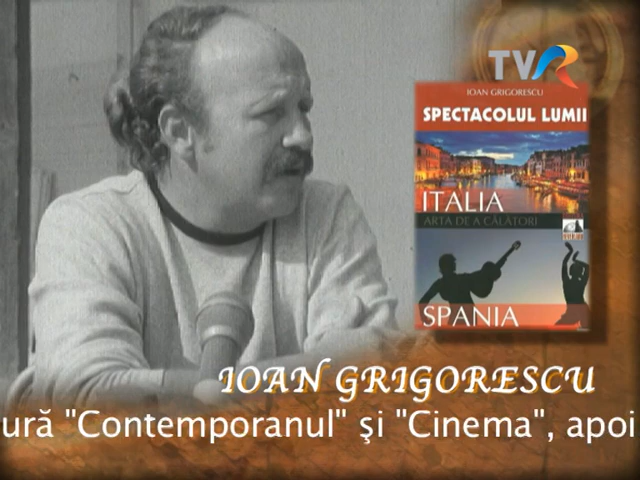 TVR
IOAN GRIGORESCU
SPECTACOLUL LUMII
ITALIA
ARTA DE A CĂLĂTORI
SPANIA
IOAN GRIGORESCU
ură "Contemporanul" şi "Cinema", apoi